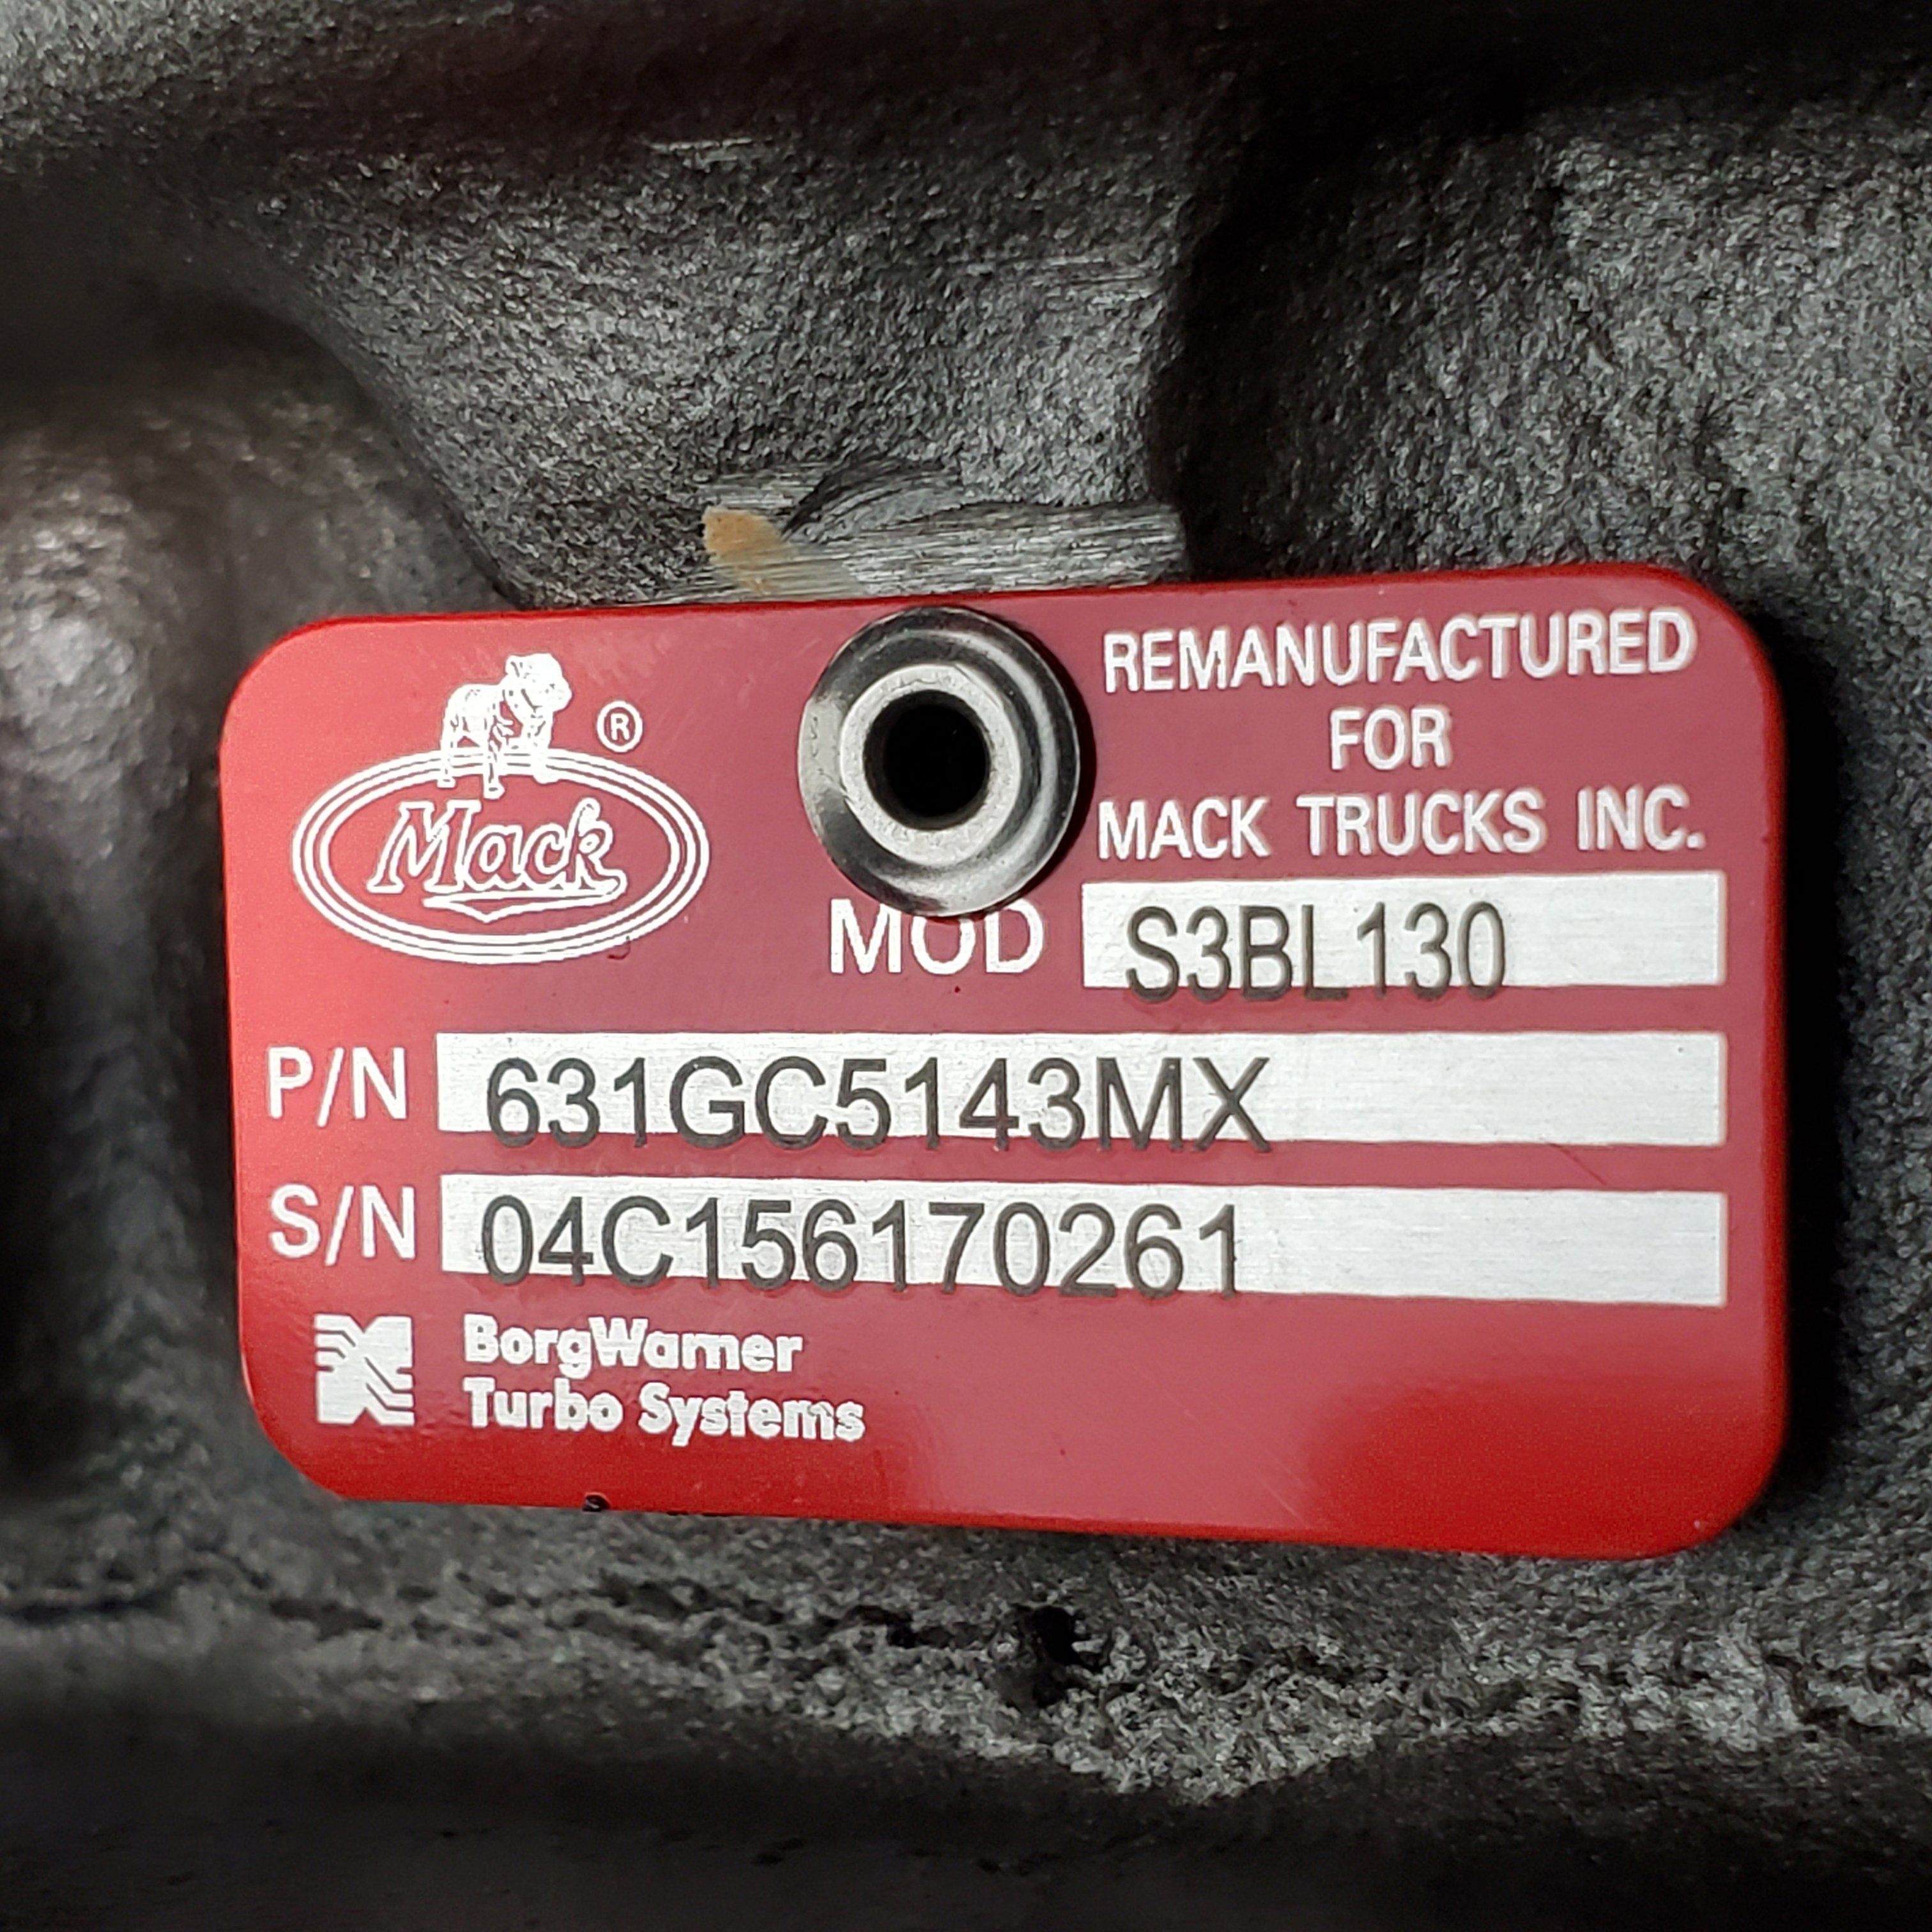 Mack ®
REMANUFACTURED
FOR
MACK TRUCKS INC.
MOD S3BL130
P/N 631GC5143MX
S/N 04C156170261
BorgWarner
Turbo Systems